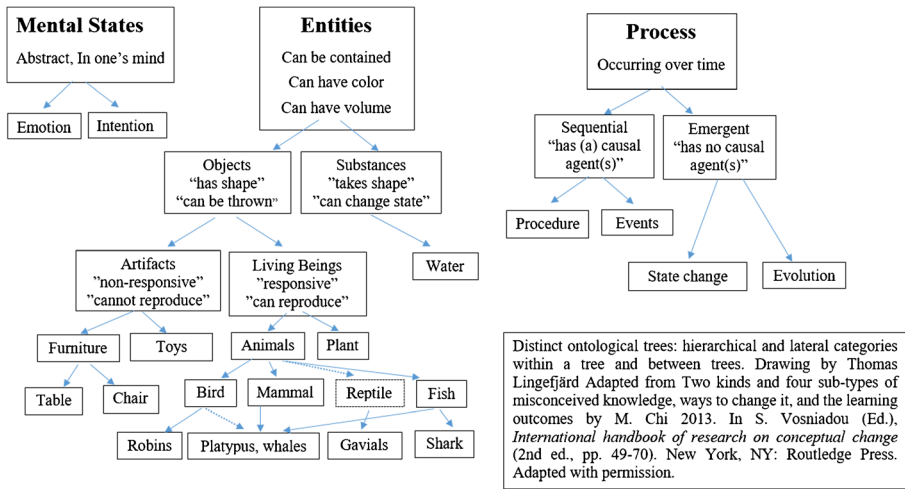 Mental States
Abstract, In one’s mind
Emotion
Intention
Entities
Can be contained
Can have color
Can have volume
Objects
“has shape”
“can be thrown”
Substances
”takes shape”
”can change state”
Artifacts
”non-responsive”
”cannot reproduce”
Living Beings
”responsive”
”can reproduce”
Water
Furniture
Toys
Animals
Plant
Table
Chair
Bird
Mammal
Reptile
Fish
Robins
Platypus, whales
Gavials
Shark
Process
Occurring over time
Sequential
“has (a) causal
agent(s)”
Emergent
“has no causal
agent(s)”
Procedure
Events
State change
Evolution
Distinct ontological trees: hierarchical and lateral categories
within a tree and between trees. Drawing by Thomas
Lingefjärd Adapted from Two kinds and four sub-types of
misconceived knowledge, ways to change it, and the learning
outcomes by M. Chi 2013. In S. Vosniadou (Ed.),
International handbook of research on conceptual change
(2nd ed., pp. 49-70). New York, NY: Routledge Press.
Adapted with permission.